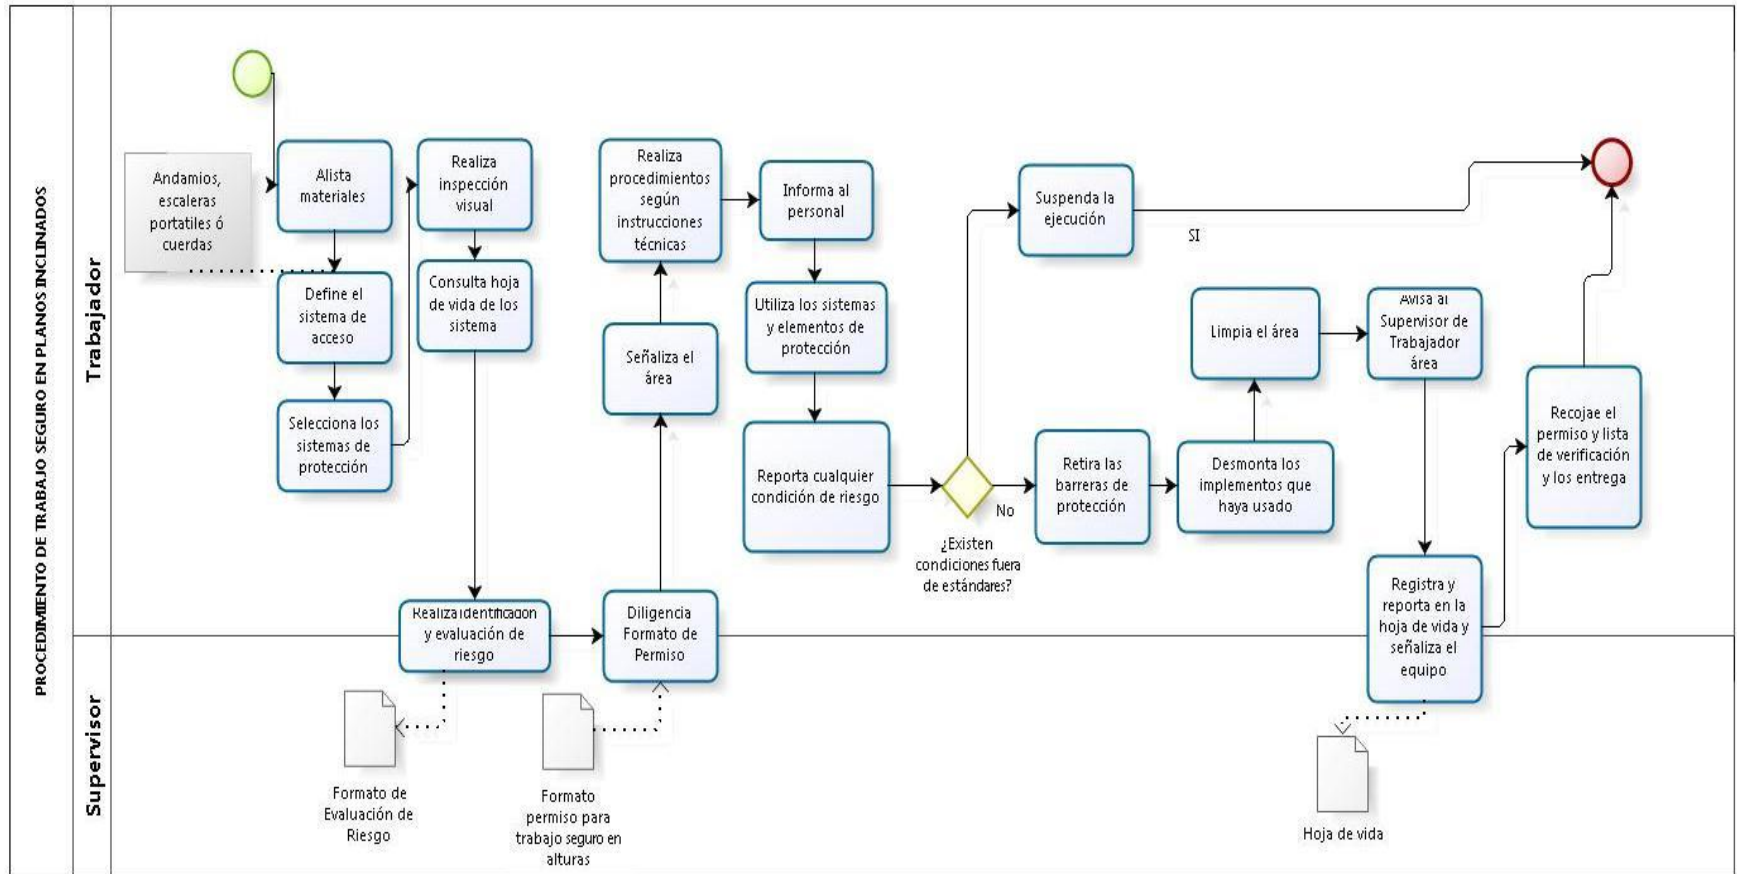 PROCEDIMIENTO DE TRABAJO SEGURO EN PLANOS INCLINADOS
Trabajador
Supervisor
Andamios,
escaleras
portatiles ó
cuerdas
Alista
materiales
Define el
sistema de
acceso
Selecciona los
sistemas de
protección
Realiza
inspección
visual
Consulta hoja
de vida de los
sistema
Realiza identificación
y evaluación de
riesgo
Formato de
Evaluación de
Riesgo
Diligencia
Formato de
Permiso
Formato
permiso para
trabajo seguro en
alturas
Señaliza el
área
Realiza
procedimientos
según
instrucciones
técnicas
Informa al
personal
Utiliza los sistemas
y elementos de
protección
Reporta cualquier
condición de riesgo
¿Existen
condiciones fuera
de estándares?
Suspenda la
ejecución
SI
No
Retira las
barreras de
protección
Desmonta los
implementos que
haya usado
Limpia el área
Avisa al
Supervisor de
Trabajador
área
Registra y
reporta en la
hoja de vida y
señaliza el
equipo
Hoja de vida
Recojae el
permiso y lista
de verificación
y los entrega